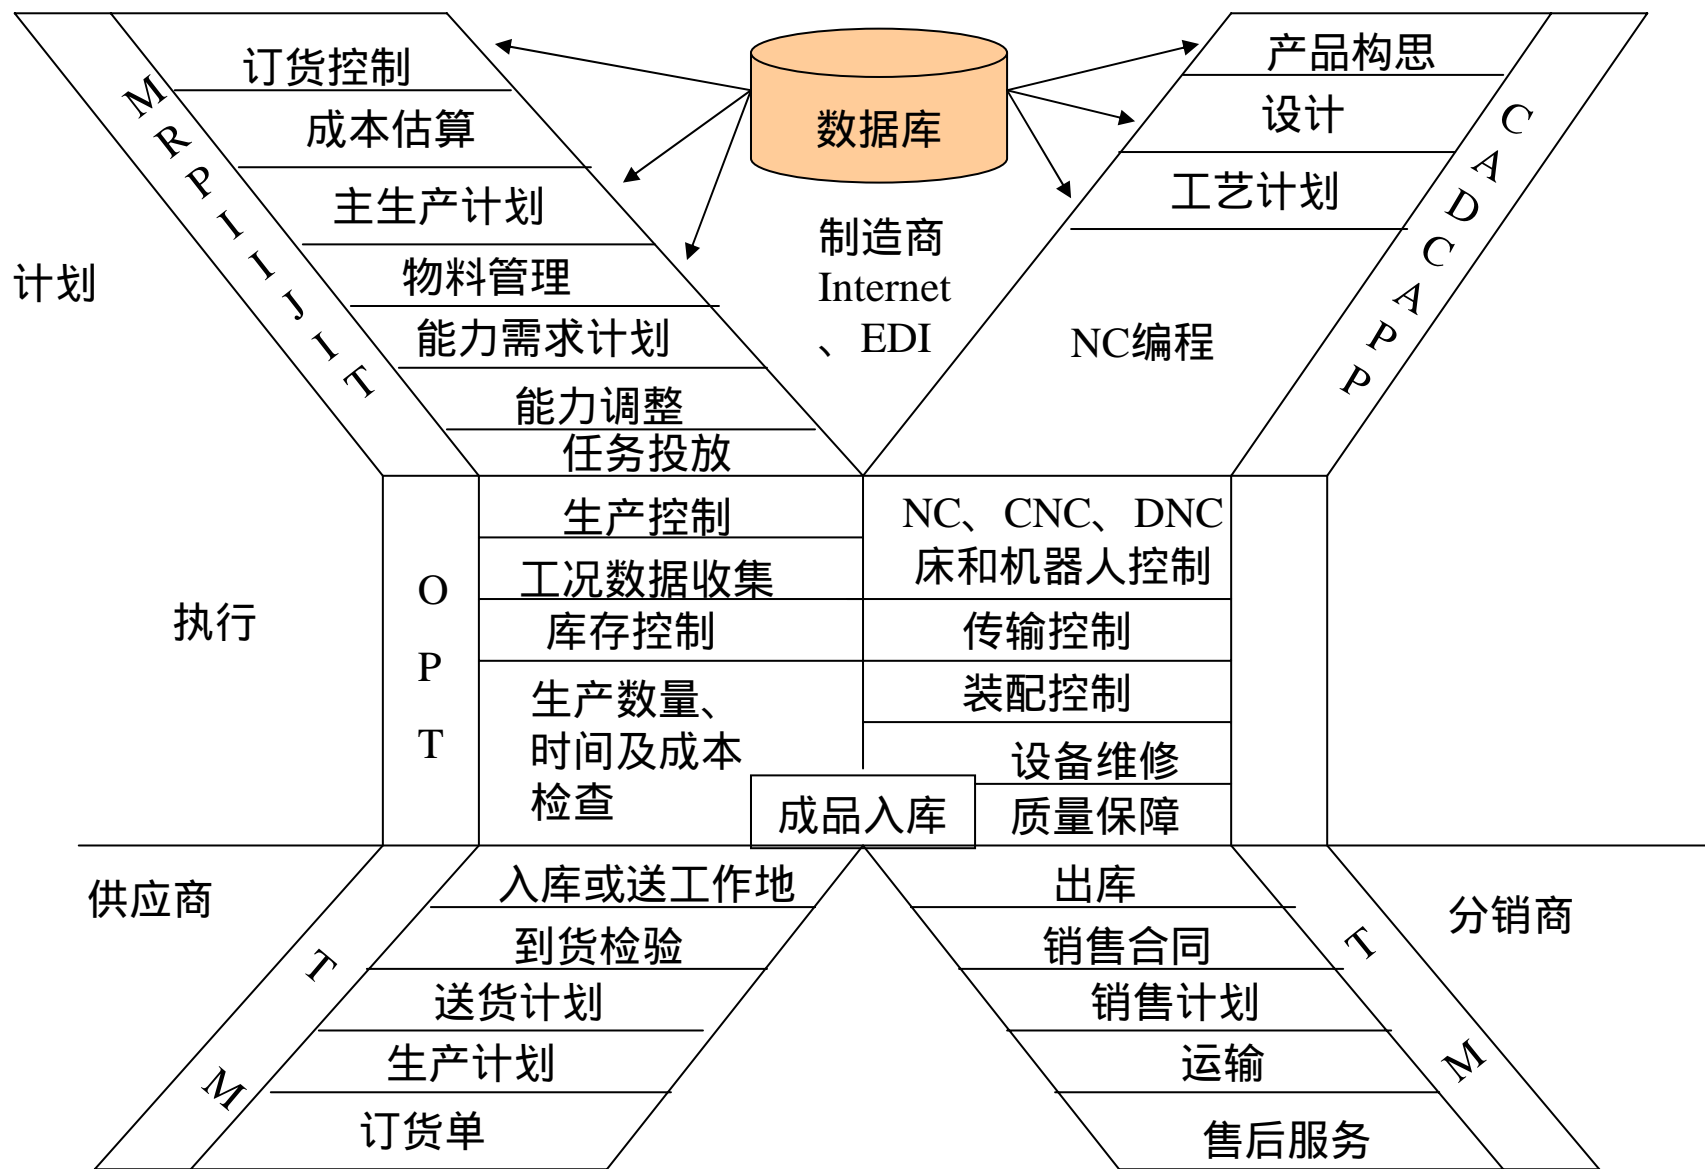 订货控制
成本估算
主生产计划
物料管理
能力需求计划
能力调整
任务投放
MRPIIJIT
计划
数据库
制造商
Internet
、EDI
产品构思
设计
工艺计划
NC编程
CADCAPP
执行
OPT
生产控制
工况数据收集
库存控制
生产数量、
时间及成本
检查
NC、CNC、DNC
床和机器人控制
传输控制
装配控制
设备维修
质量保障
成品入库
供应商
TM
入库或送工作地
到货检验
送货计划
生产计划
订货单
出库
销售合同
销售计划
运输
售后服务
TM
分销商